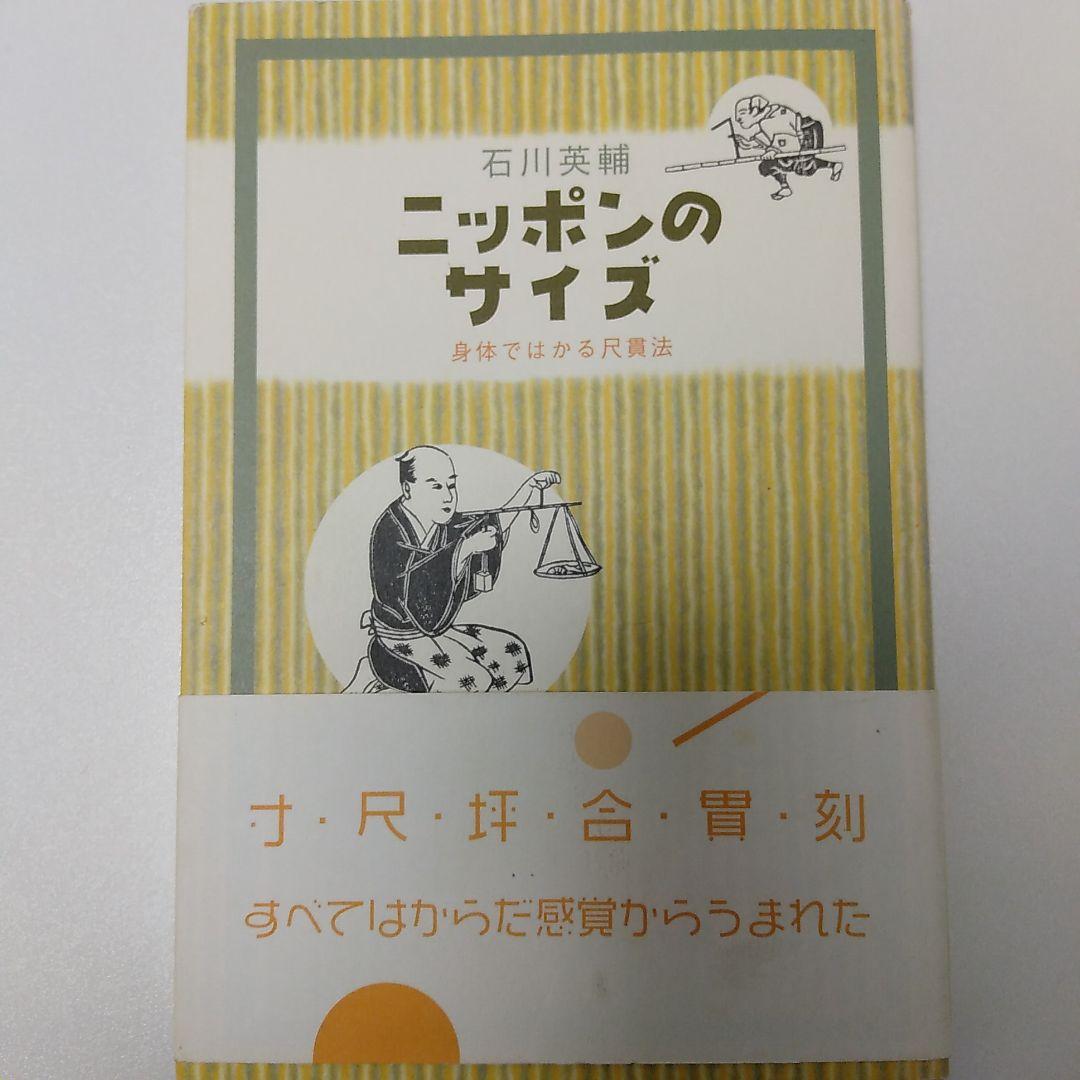 石川英輔
ニッポンの
サイズ
身体ではかる尺貫法
寸・尺・坪・合・貫・刻
すべてはからだ感覚からうまれた